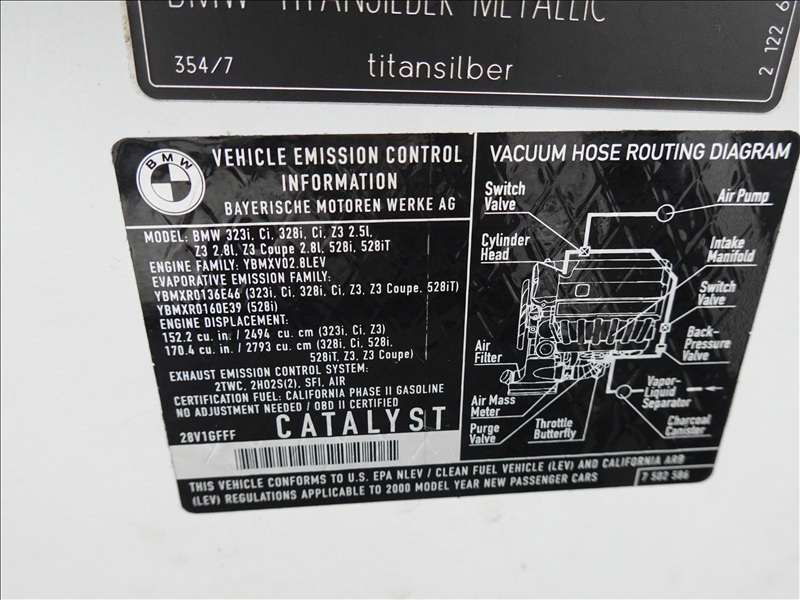 BMW TITANSILBER METALLIC
354/7
titansilber
2 122 6
BMW
VEHICLE EMISSION CONTROL
INFORMATION
BAYERISCHE MOTOREN WERKE AG
MODEL: BMW 323i, Ci, 328i, Ci, Z3 2.5l,
Z3 2.8l, Z3 Coupe 2.8l, 528i, 528iT
ENGINE FAMILY: YBMXV02.8LEV
EVAPORATIVE EMISSION FAMILY:
YBMXR0136E46 (323i, Ci, 328i, Ci, Z3, Z3 Coupe, 528iT)
YBMXR0160E39 (528i)
ENGINE DISPLACEMENT:
152.2 cu. in./ 2494 cu. cm (323i, Ci, Z3)
170.4 cu. in./ 2793 cu. cm (328i, Ci, 528i,
528iT, Z3, Z3 Coupe)
EXHAUST EMISSION CONTROL SYSTEM:
2TWC, 2HO2S(2), SFI, AIR
CERTIFICATION FUEL: CALIFORNIA PHASE II GASOLINE
NO ADJUSTMENT NEEDED / OBD II CERTIFIED
28V1GFFF
CATALYST
VACUUM HOSE ROUTING DIAGRAM
Switch
Valve
Air Pump
Cylinder
Head
Intake
Manifold
Switch
Valve
Back-
Pressure
Valve
Air
Filter
Vapor-
Liquid
Separator
Air Mass
Meter
Purge
Valve
Throttle
Butterfly
Charcoal
Canister
THIS VEHICLE CONFORMS TO U.S. EPA NLEV / CLEAN FUEL VEHICLE (LEV) AND CALIFORNIA ARB
(LEV) REGULATIONS APPLICABLE TO 2000 MODEL YEAR NEW PASSENGER CARS
7 502 586